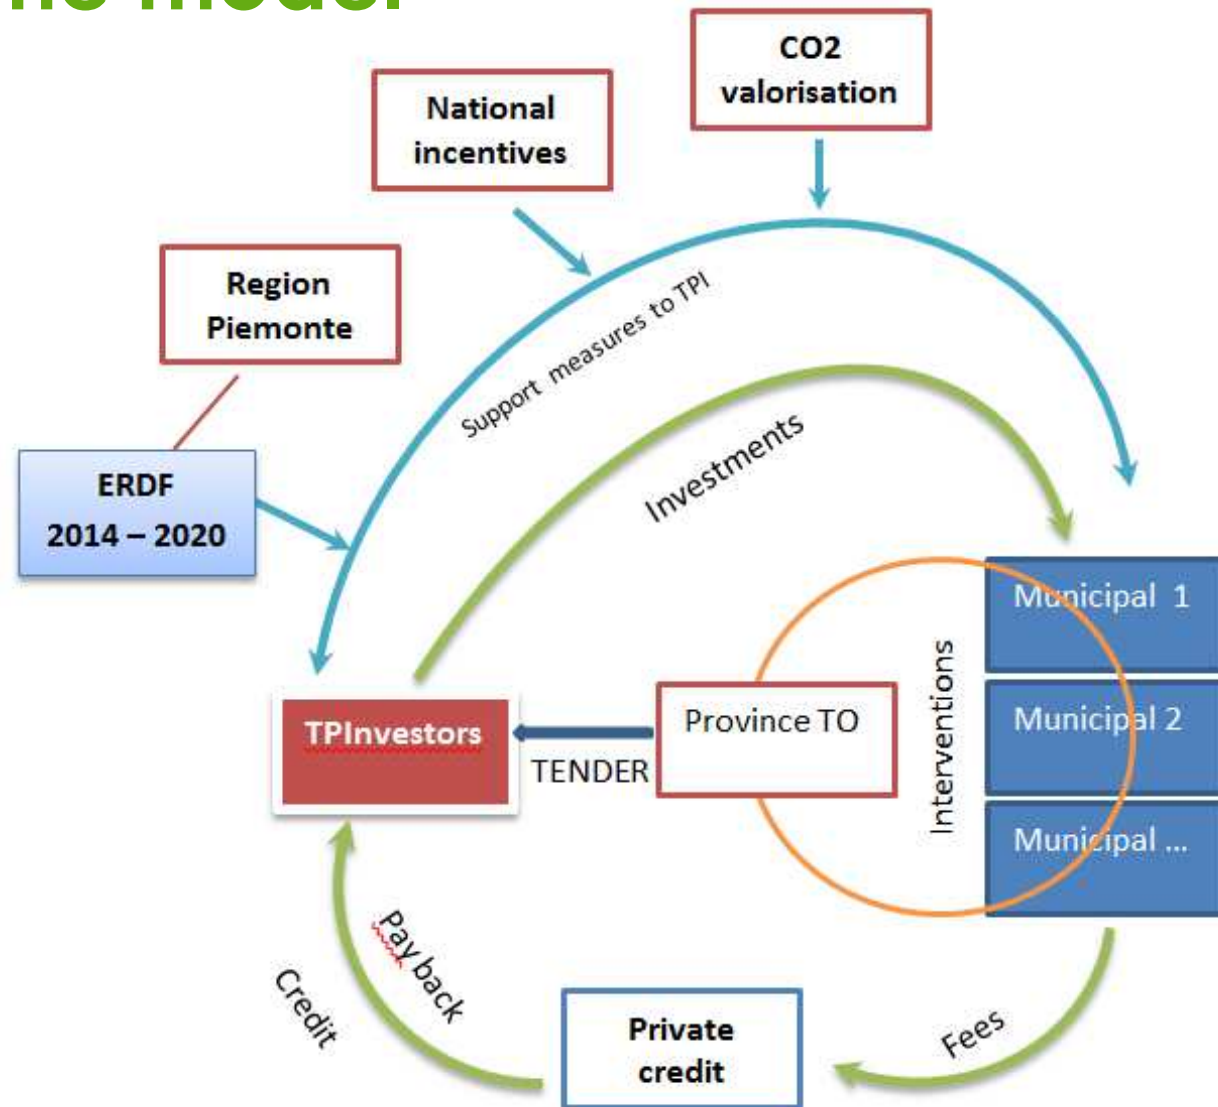 CO2
valorisation
National
incentives
Region
Piemonte
Support measures to TPI
ERDF
2014 – 2020
Investments
Municipal 1
Interventions
TPInvestors
Province TO
Municipal 2
TENDER
Municipal ...
Pay back
Credit
Private
credit
Fees